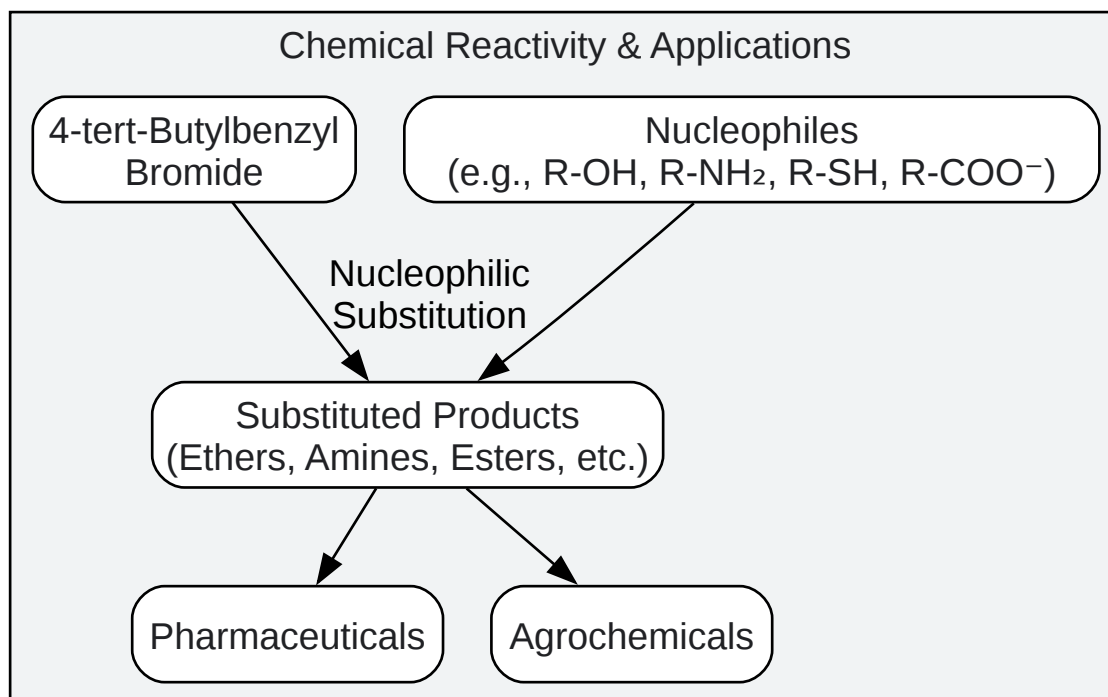 Chemical Reactivity & Applications
4-tert-Butylbenzyl
Bromide
Nucleophiles
(e.g., R-OH, R-NH₂, R-SH, R-COO⁻)
Nucleophilic
Substitution
Substituted Products
(Ethers, Amines, Esters, etc.)
Pharmaceuticals
Agrochemicals